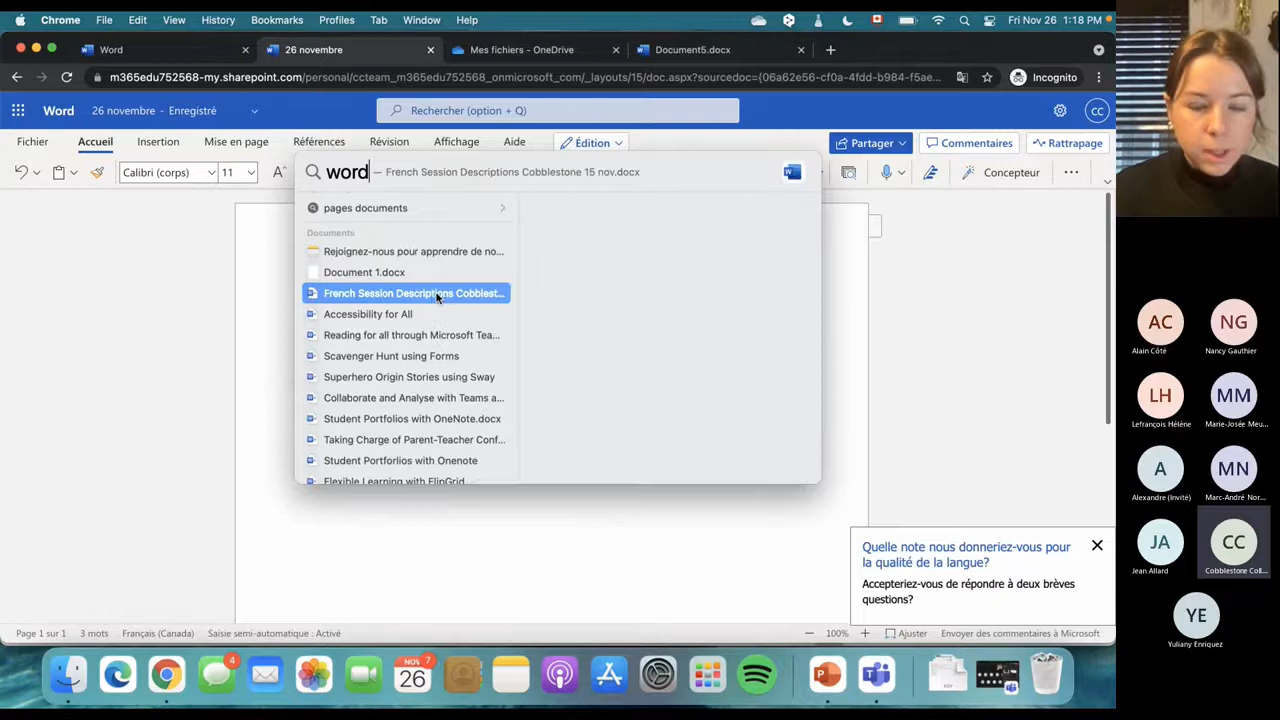 Chrome File Edit View History Bookmarks Profiles Tab Window Help Fri Nov 26 1:18 PM
Word
26 novembre
Mes fichiers - OneDrive
Document5.docx
m365edu752568-my.sharepoint.com/personal/ccteam_m365edu752568_onmicrosoft_com/_layouts/15/doc.aspx?sourcedoc={06a62e56-cf0a-4fdd-b984-f5ae...
Incognito
Word 26 novembre - Enregistré
Rechercher (option + Q)
CC
Fichier Accueil Insertion Mise en page Références Révision Affichage Aide Édition
Partager Commentaires Rattrapage
Calibri (corps) 11 A
Concepteur
word — French Session Descriptions Cobblestone 15 nov.docx
pages documents
Documents
Rejoignez-nous pour apprendre de no...
Document 1.docx
French Session Descriptions Cobblest...
Accessibility for All
Reading for all through Microsoft Tea...
Scavenger Hunt using Forms
Superhero Origin Stories using Sway
Collaborate and Analyse with Teams a...
Student Portfolios with OneNote.docx
Taking Charge of Parent-Teacher Conf...
Student Portforlios with Onenote
Flexible Learning with FlipGrid
Quelle note nous donneriez-vous pour
la qualité de la langue?
Accepteriez-vous de répondre à deux brèves
questions?
Page 1 sur 1 3 mots Français (Canada) Saisie semi-automatique : Activé
100% Ajuster Envoyer des commentaires à Microsoft
4
NOV 7
26
AC
Alain Côté
NG
Nancy Gauthier
LH
Lefrançois Hélène
MM
Marie-Josée Meu...
A
Alexandre (Invité)
MN
Marc-André Nor...
JA
Jean Allard
CC
Cobblestone Coll...
YE
Yuliany Enriquez